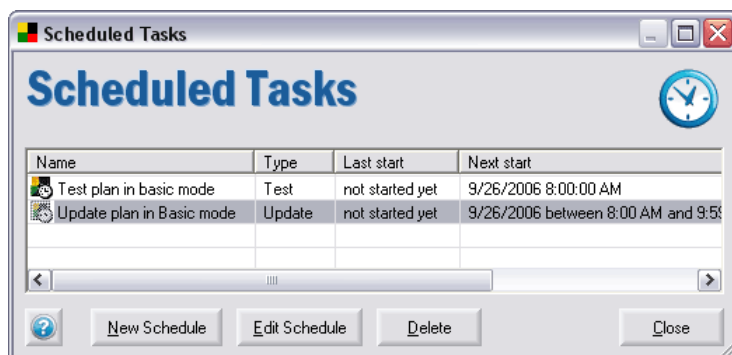 Scheduled Tasks
Scheduled Tasks
Name Type Last start Next start
Test plan in basic mode Test not started yet 9/26/2006 8:00:00 AM
Update plan in Basic mode Update not started yet 9/26/2006 between 8:00 AM and 9:59
? New Schedule Edit Schedule Delete Close